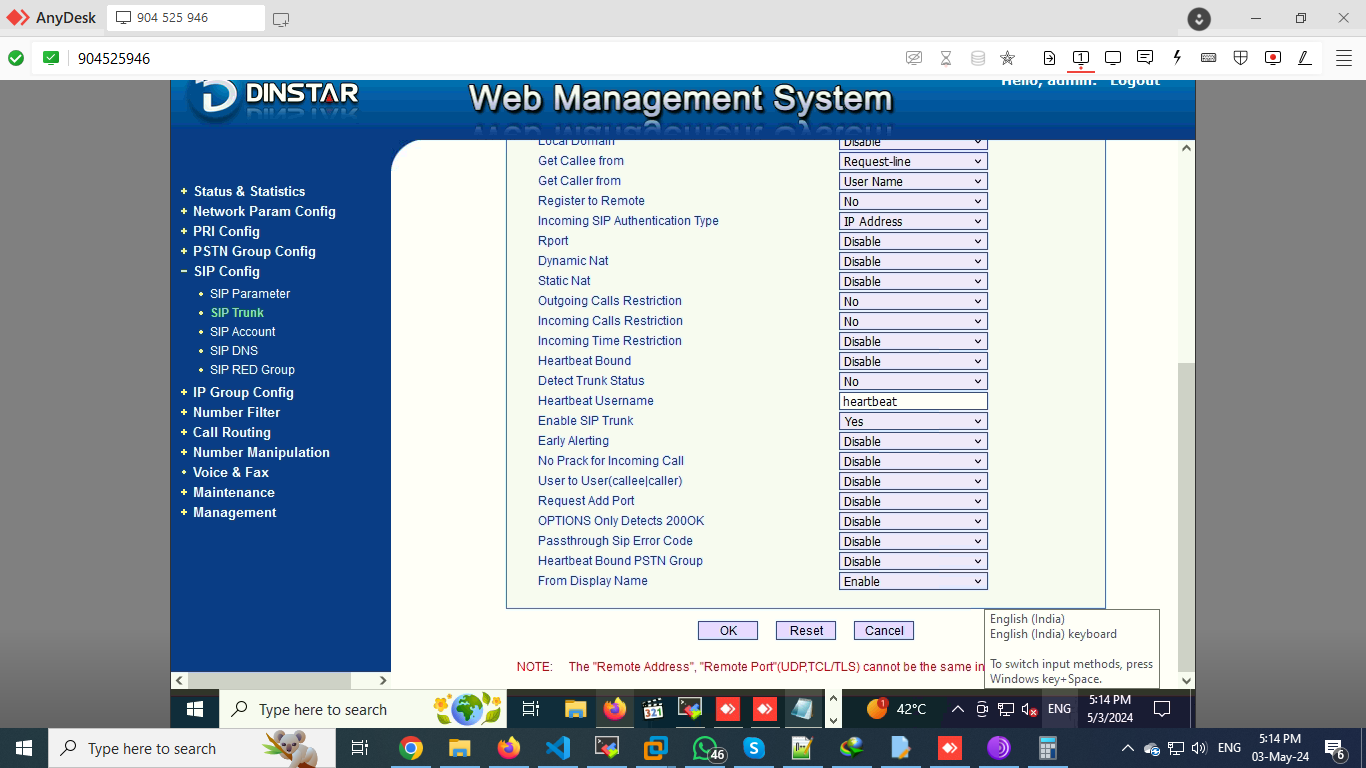 AnyDesk
904 525 946
904525946
DINSTAR
Web Management System
Hello, admin. Logout
Status & Statistics
Network Param Config
PRI Config
PSTN Group Config
SIP Config
SIP Parameter
SIP Trunk
SIP Account
SIP DNS
SIP RED Group
IP Group Config
Number Filter
Call Routing
Number Manipulation
Voice & Fax
Maintenance
Management
Local Domain Disable
Get Callee from Request-line
Get Caller from User Name
Register to Remote No
Incoming SIP Authentication Type IP Address
Rport Disable
Dynamic Nat Disable
Static Nat Disable
Outgoing Calls Restriction No
Incoming Calls Restriction No
Incoming Time Restriction Disable
Heartbeat Bound Disable
Detect Trunk Status No
Heartbeat Username heartbeat
Enable SIP Trunk Yes
Early Alerting Disable
No Prack for Incoming Call Disable
User to User(callee|caller) Disable
Request Add Port Disable
OPTIONS Only Detects 200OK Disable
Passthrough Sip Error Code Disable
Heartbeat Bound PSTN Group Disable
From Display Name Enable
OK Reset Cancel
NOTE: The "Remote Address", "Remote Port"(UDP,TCL/TLS) cannot be the same in
English (India)
English (India) keyboard
To switch input methods, press
Windows key+Space.
Type here to search
321
1
42°C
ENG
5:14 PM
5/3/2024
Type here to search
46
ENG
5:14 PM
03-May-24
6